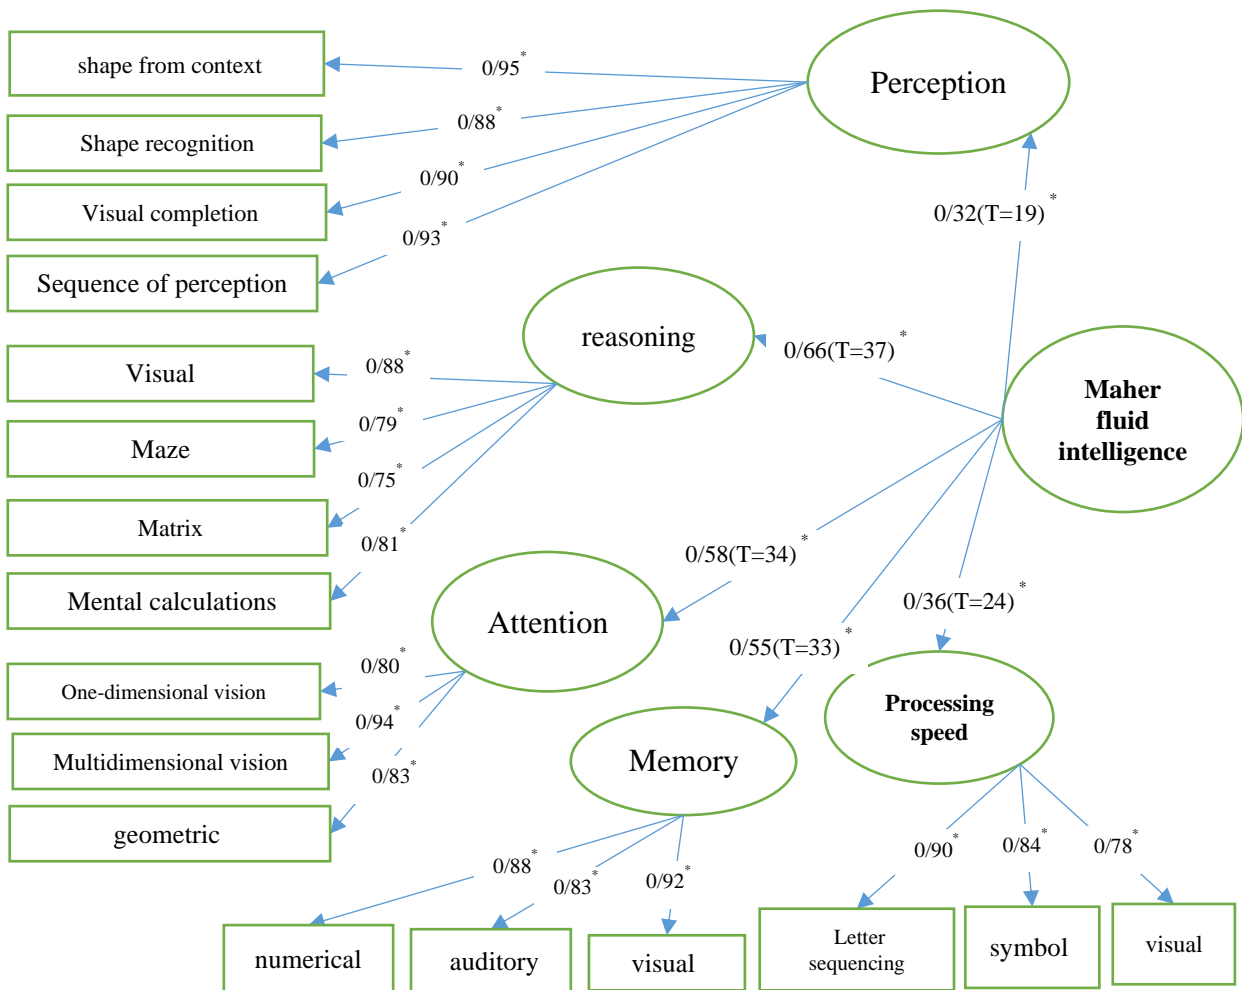 Perception
shape from context
0/95*
Shape recognition
0/88*
Visual completion
0/90*
Sequence of perception
0/93*
0/32(T=19) *
reasoning
0/66(T=37) *
Maher
fluid
intelligence
Visual
0/88*
Maze
0/79*
Matrix
0/75*
Mental calculations
0/81*
Attention
0/58(T=34) *
0/36(T=24) *
0/55(T=33) *
One-dimensional vision
0/80*
Multidimensional vision
0/94*
geometric
0/83*
Memory
Processing
speed
0/88*
0/83*
0/92*
0/90*
0/84*
0/78*
numerical
auditory
visual
Letter
sequencing
symbol
visual